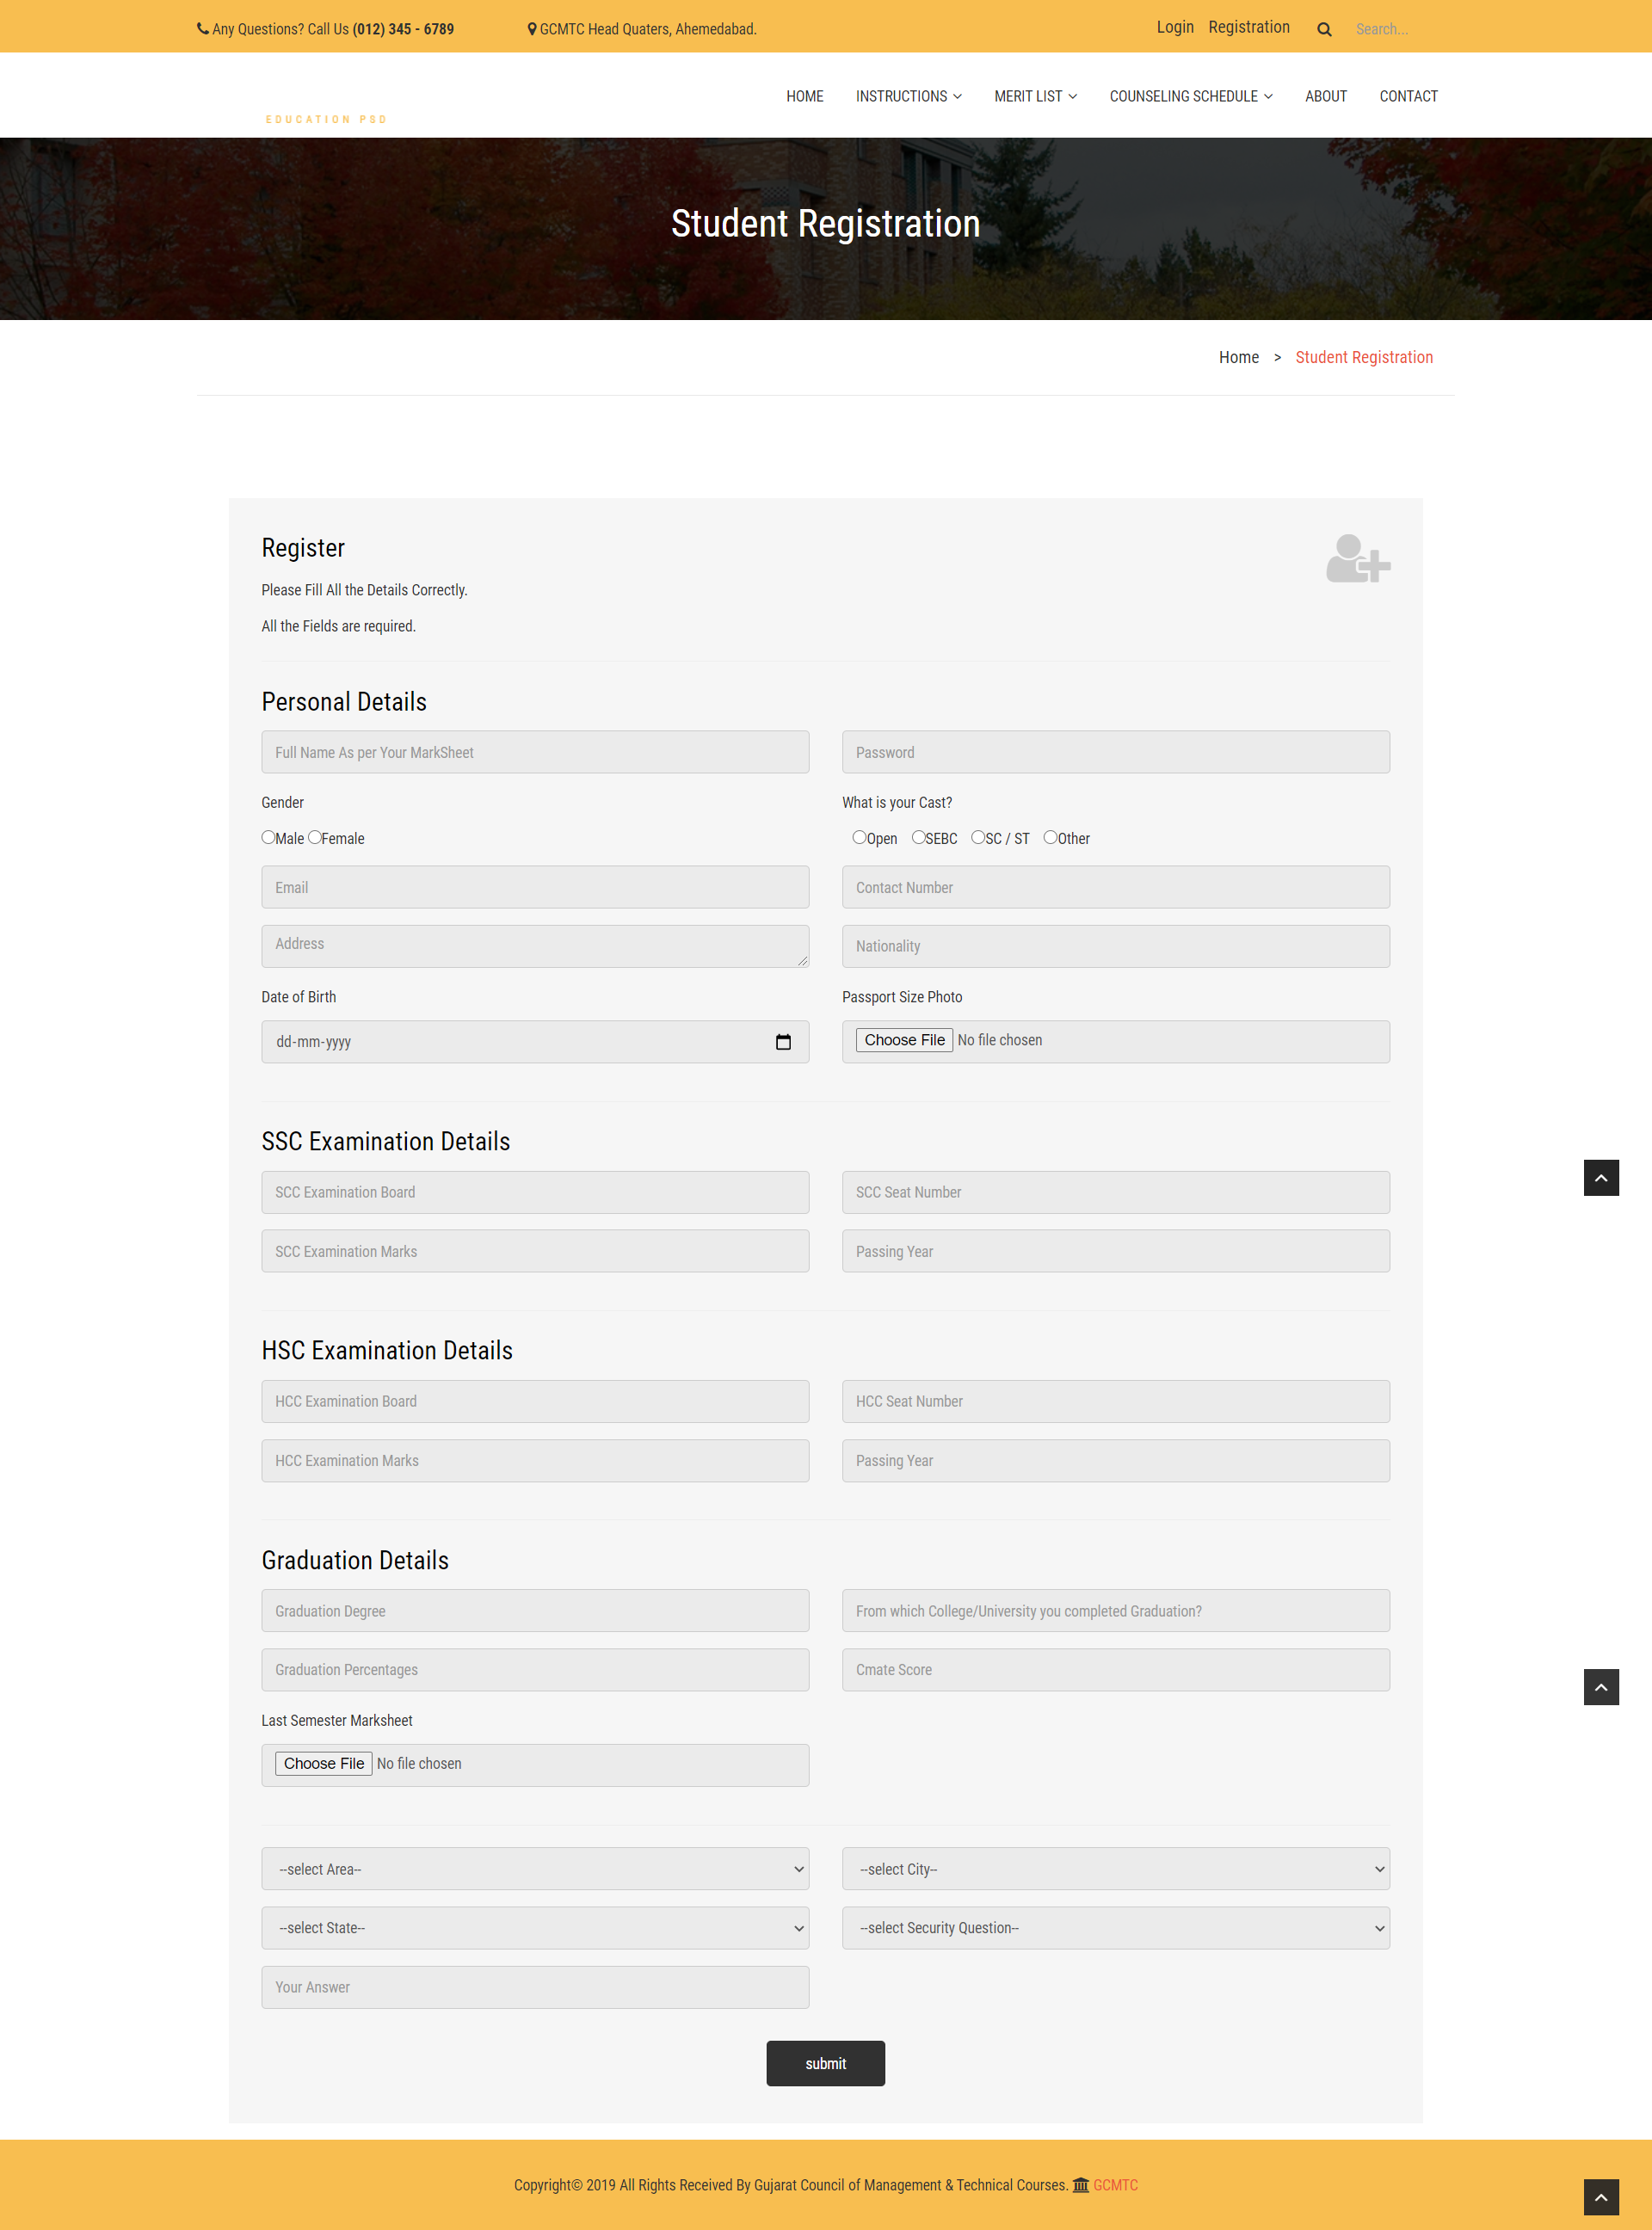 Any Questions? Call Us (012) 345 - 6789 GCMTC Head Quaters, Ahemedabad. Login Registration Search...
HOME INSTRUCTIONS MERIT LIST COUNSELING SCHEDULE ABOUT CONTACT
EDUCATION PSD
Student Registration
Home > Student Registration
Register
Please Fill All the Details Correctly.
All the Fields are required.
Personal Details
Full Name As per Your MarkSheet Password
Gender What is your Cast?
Male Female Open SEBC SC / ST Other
Email Contact Number
Address Nationality
Date of Birth Passport Size Photo
dd-mm-yyyy Choose File No file chosen
SSC Examination Details
SCC Examination Board SCC Seat Number
SCC Examination Marks Passing Year
HSC Examination Details
HCC Examination Board HCC Seat Number
HCC Examination Marks Passing Year
Graduation Details
Graduation Degree From which College/University you completed Graduation?
Graduation Percentages Cmate Score
Last Semester Marksheet
Choose File No file chosen
--select Area-- --select City--
--select State-- --select Security Question--
Your Answer
submit
Copyright© 2019 All Rights Received By Gujarat Council of Management & Technical Courses. GCMTC